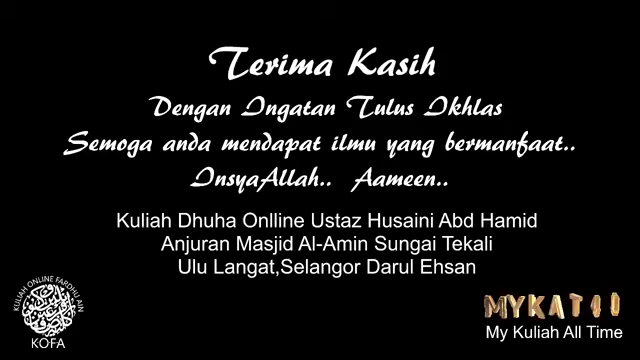 Terima Kasih
Dengan Ingatan Tulus Ikhlas
Semoga anda mendapat ilmu yang bermanfaat..
InsyaAllah.. Aameen..
Kuliah Dhuha Onlline Ustaz Husaini Abd Hamid
Anjuran Masjid Al-Amin Sungai Tekali
Ulu Langat,Selangor Darul Ehsan
KULIAH ONLINE FARDHU AIN
KOFA
MYKAT
My Kuliah All Time